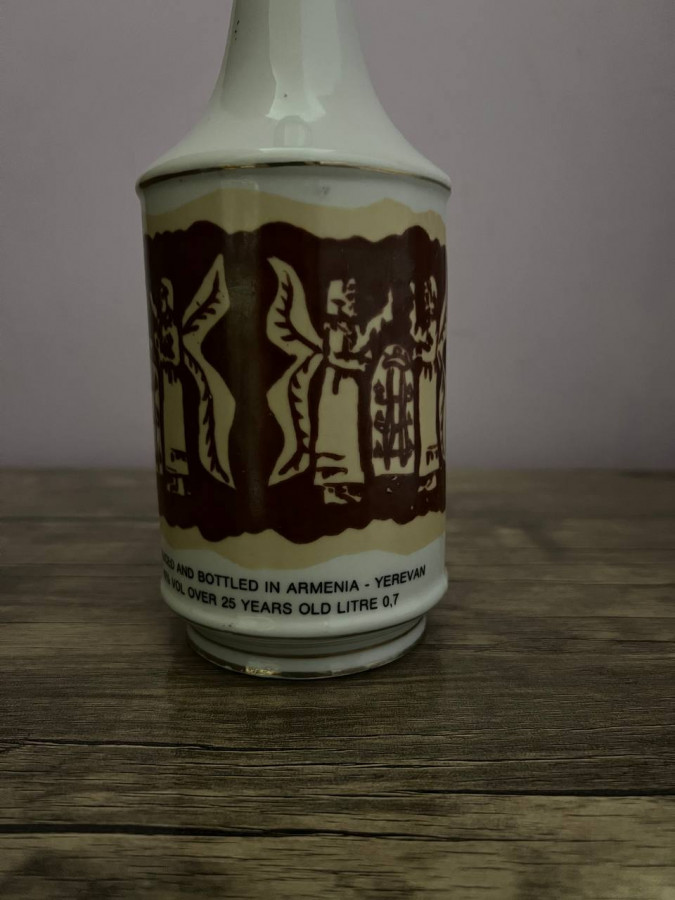 AND BOTTLED IN ARMENIA - YEREVAN
VOL OVER 25 YEARS OLD LITRE 0,7